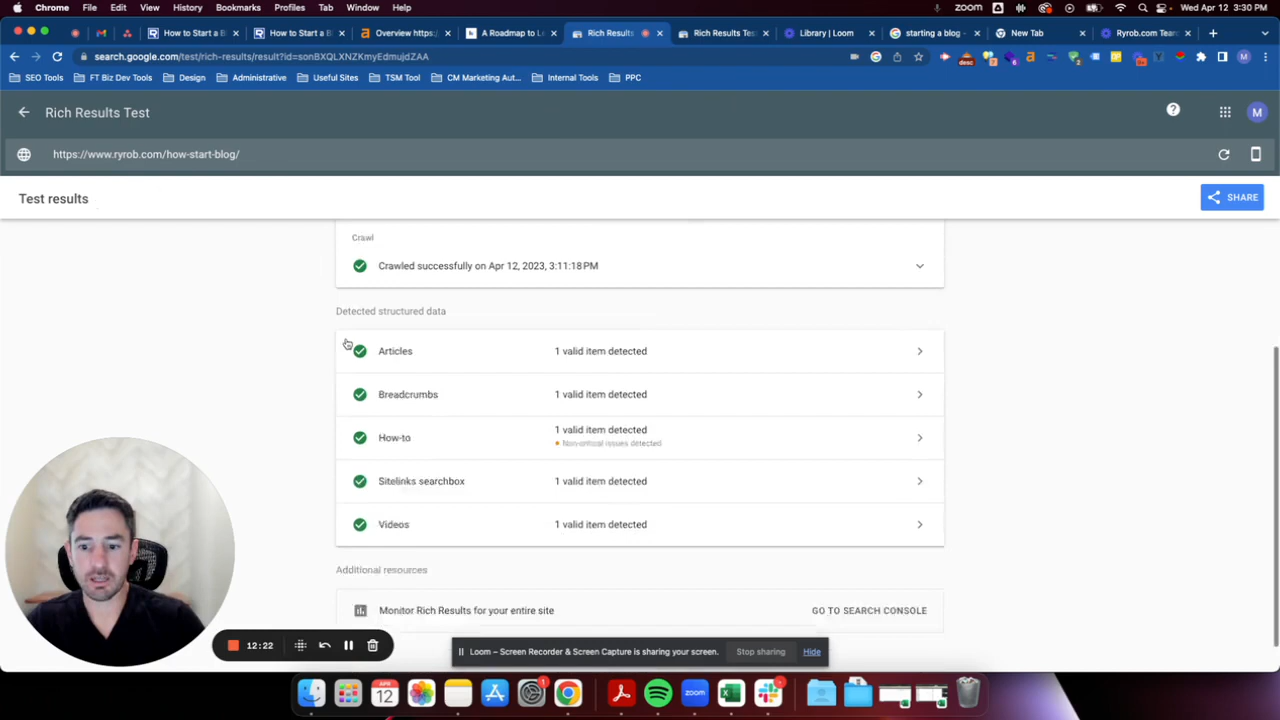 Chrome File Edit View History Bookmarks Profiles Tab Window Help
zoom Wed Apr 12 3:30 PM
How to Start a B
How to Start a B
Overview https:/
A Roadmap to Le
Rich Results
Rich Results Test
Library | Loom
starting a blog -
New Tab
Ryrob.com Team
search.google.com/test/rich-results/result?id=sonBXQLXNZKmyEdmujdZAA
SEO Tools FT Biz Dev Tools Design Administrative Useful Sites TSM Tool CM Marketing Aut... Internal Tools PPC
Rich Results Test
M
https://www.ryrob.com/how-start-blog/
Test results
SHARE
Crawl
Crawled successfully on Apr 12, 2023, 3:11:18 PM
Detected structured data
Articles 1 valid item detected
Breadcrumbs 1 valid item detected
How-to 1 valid item detected
Non-critical issues detected
Sitelinks searchbox 1 valid item detected
Videos 1 valid item detected
Additional resources
Monitor Rich Results for your entire site GO TO SEARCH CONSOLE
12:22
Loom – Screen Recorder & Screen Capture is sharing your screen. Stop sharing Hide
APR
12
zoom